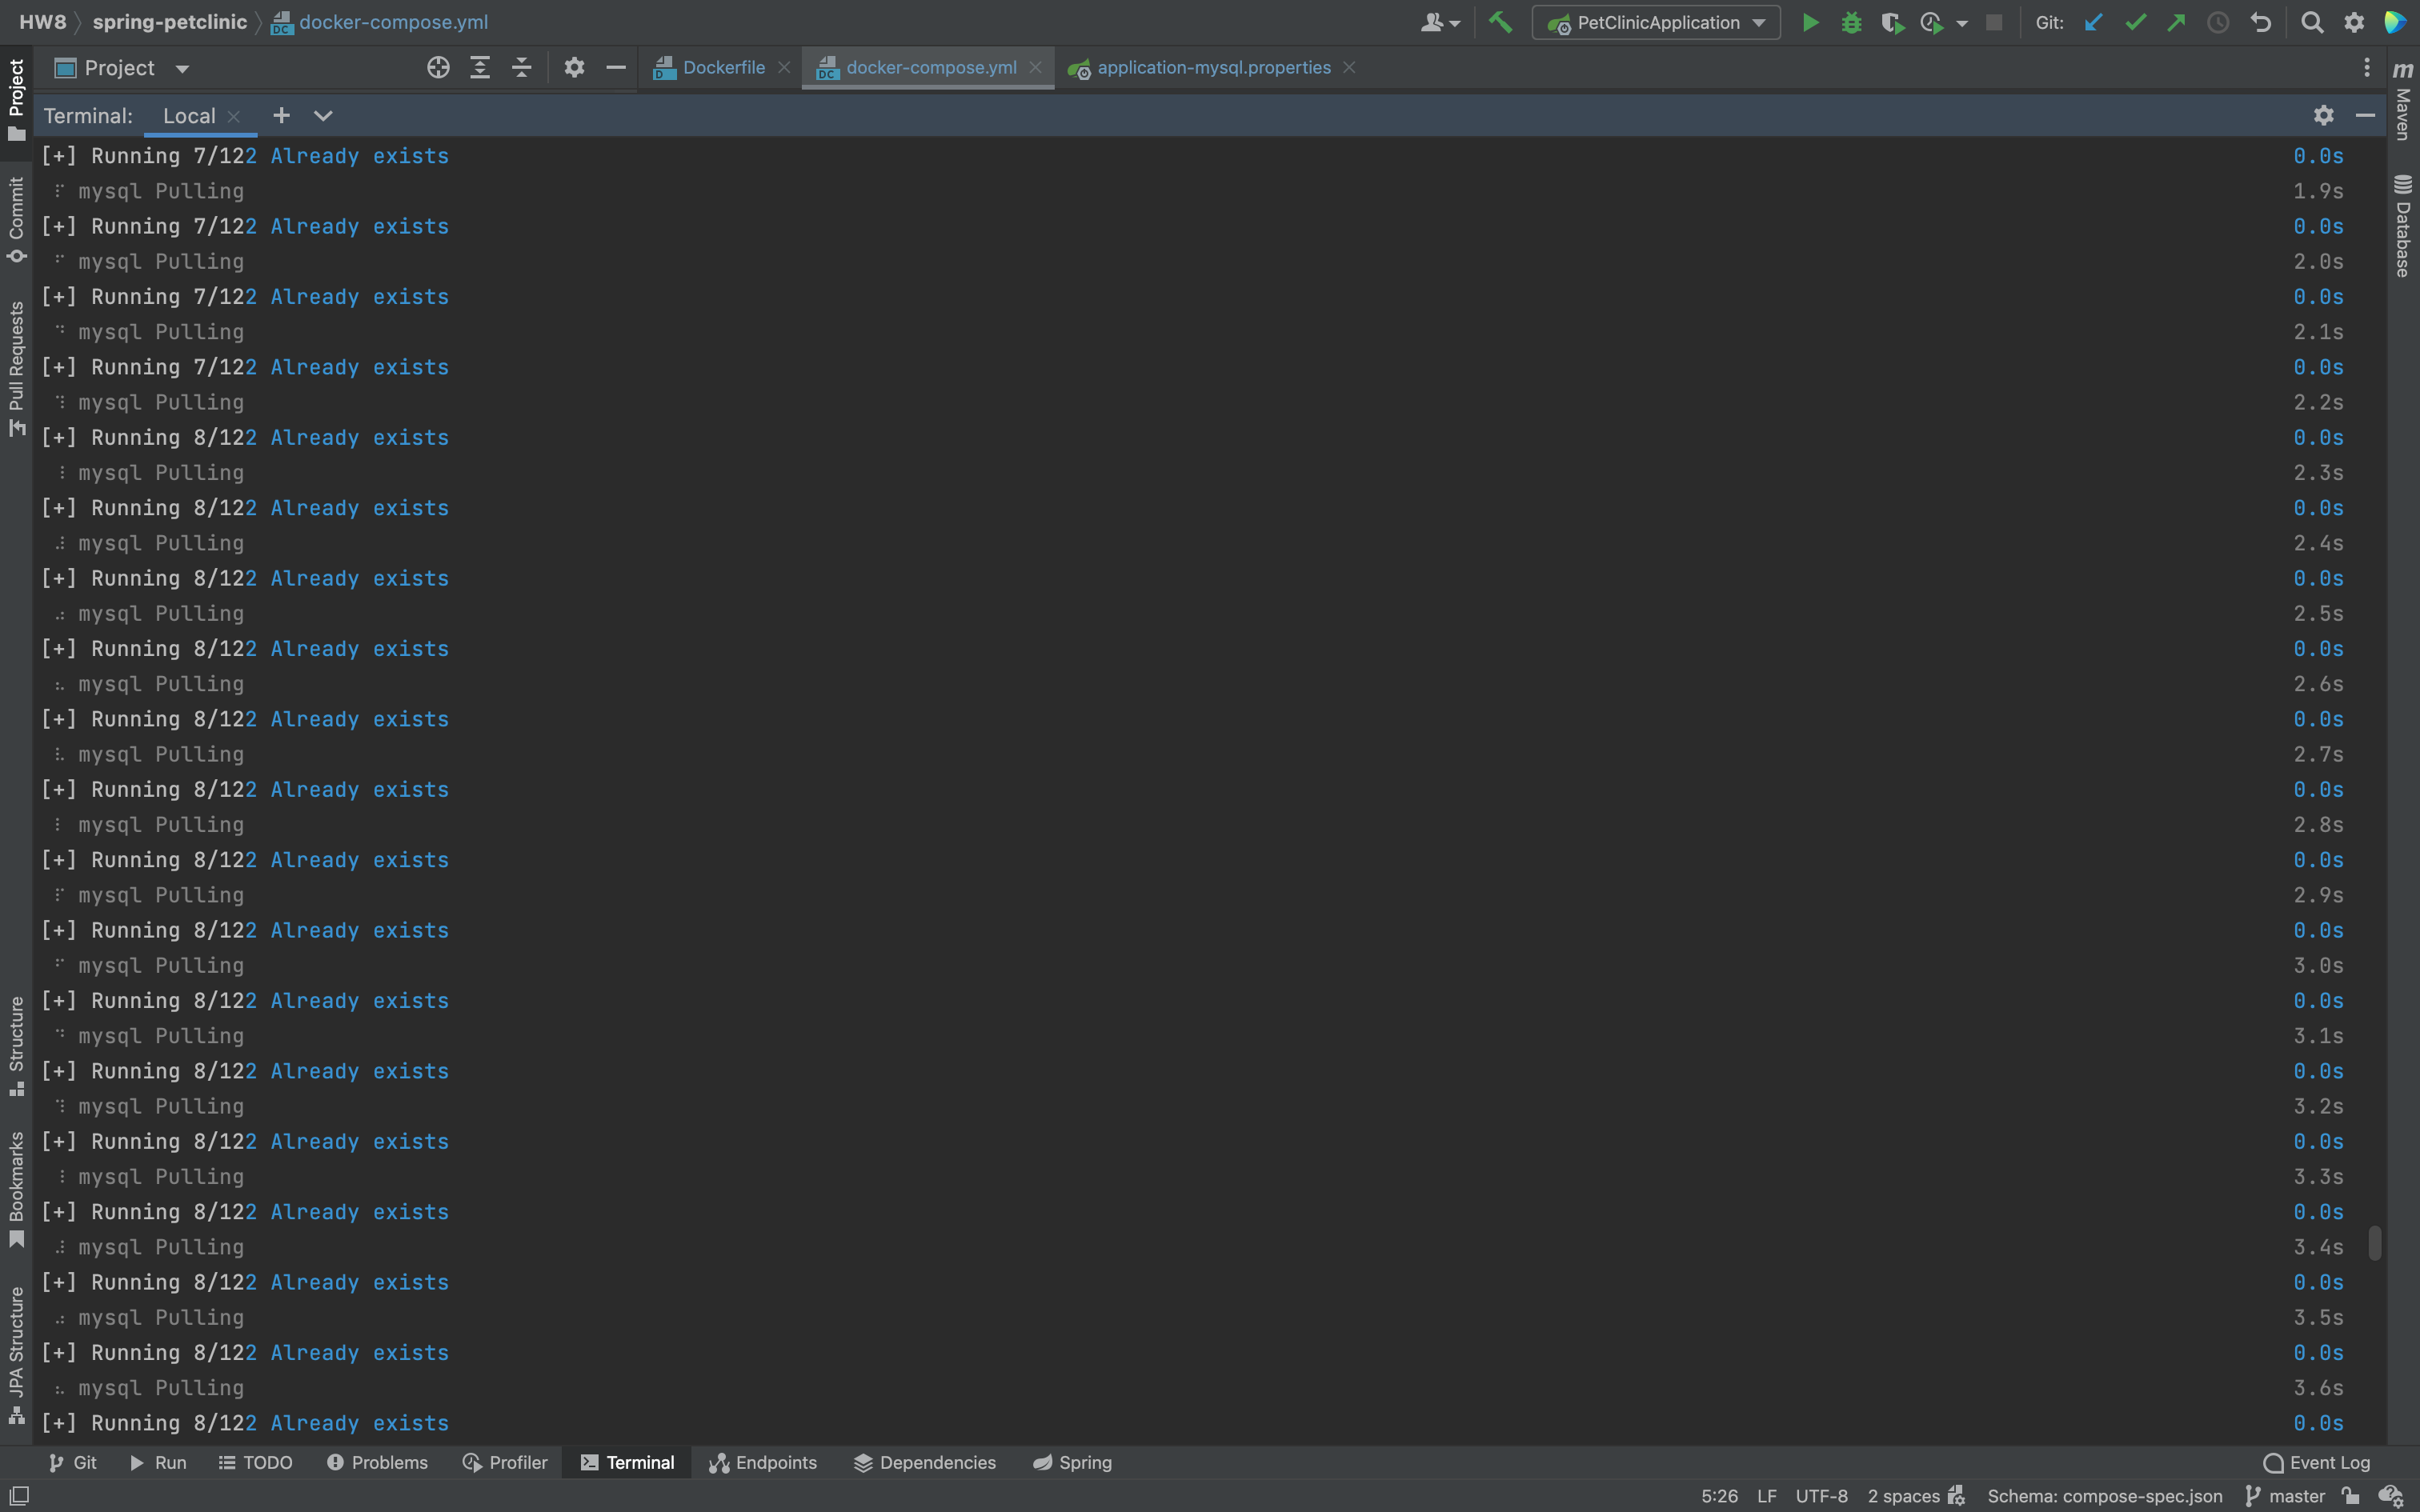 HW8 spring-petclinic docker-compose.yml PetClinicApplication Git:
Project Dockerfile docker-compose.yml application-mysql.properties
Terminal: Local
[+] Running 7/122 Already exists 0.0s
mysql Pulling 1.9s
[+] Running 7/122 Already exists 0.0s
mysql Pulling 2.0s
[+] Running 7/122 Already exists 0.0s
mysql Pulling 2.1s
[+] Running 7/122 Already exists 0.0s
mysql Pulling 2.2s
[+] Running 8/122 Already exists 0.0s
mysql Pulling 2.3s
[+] Running 8/122 Already exists 0.0s
mysql Pulling 2.4s
[+] Running 8/122 Already exists 0.0s
mysql Pulling 2.5s
[+] Running 8/122 Already exists 0.0s
mysql Pulling 2.6s
[+] Running 8/122 Already exists 0.0s
mysql Pulling 2.7s
[+] Running 8/122 Already exists 0.0s
mysql Pulling 2.8s
[+] Running 8/122 Already exists 0.0s
mysql Pulling 2.9s
[+] Running 8/122 Already exists 0.0s
mysql Pulling 3.0s
[+] Running 8/122 Already exists 0.0s
mysql Pulling 3.1s
[+] Running 8/122 Already exists 0.0s
mysql Pulling 3.2s
[+] Running 8/122 Already exists 0.0s
mysql Pulling 3.3s
[+] Running 8/122 Already exists 0.0s
mysql Pulling 3.4s
[+] Running 8/122 Already exists 0.0s
mysql Pulling 3.5s
[+] Running 8/122 Already exists 0.0s
mysql Pulling 3.6s
[+] Running 8/122 Already exists 0.0s
Project
Commit
Pull Requests
Structure
Bookmarks
JPA Structure
m
Maven
Database
Git Run TODO Problems Profiler Terminal Endpoints Dependencies Spring Event Log
5:26 LF UTF-8 2 spaces Schema: compose-spec.json master